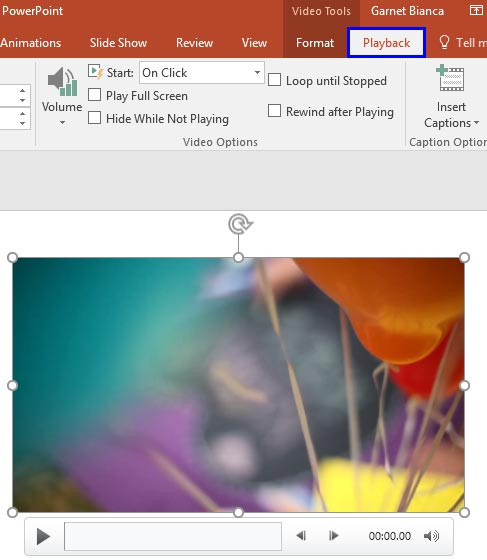 PowerPoint Video Tools Garnet Bianca
Animations Slide Show Review View Format Playback Tell m
Start: On Click
Loop until Stopped
Volume
Play Full Screen
Hide While Not Playing
Rewind after Playing
Insert
Captions
Video Options Caption Option
00:00.00